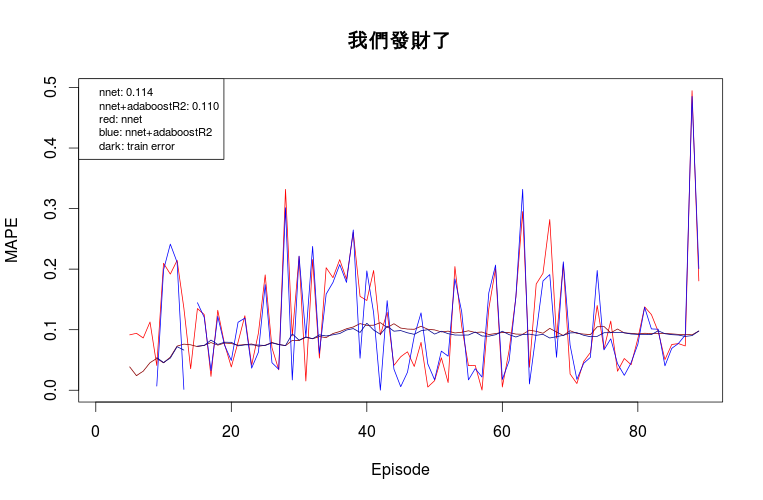 我們發財了
nnet: 0.114
nnet+adaboostR2: 0.110
red: nnet
blue: nnet+adaboostR2
dark: train error
MAPE
0.5
0.4
0.3
0.2
0.1
0.0
0 20 40 60 80
Episode